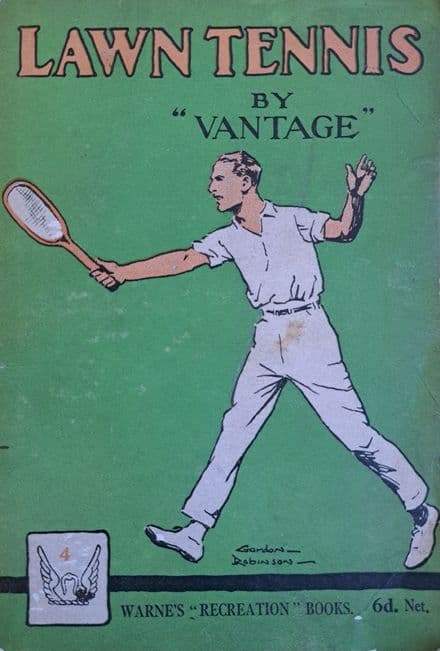 LAWN TENNIS
BY
"VANTAGE"
4
Gordon
Robinson
WARNE'S "RECREATION" BOOKS. 6d. Net.